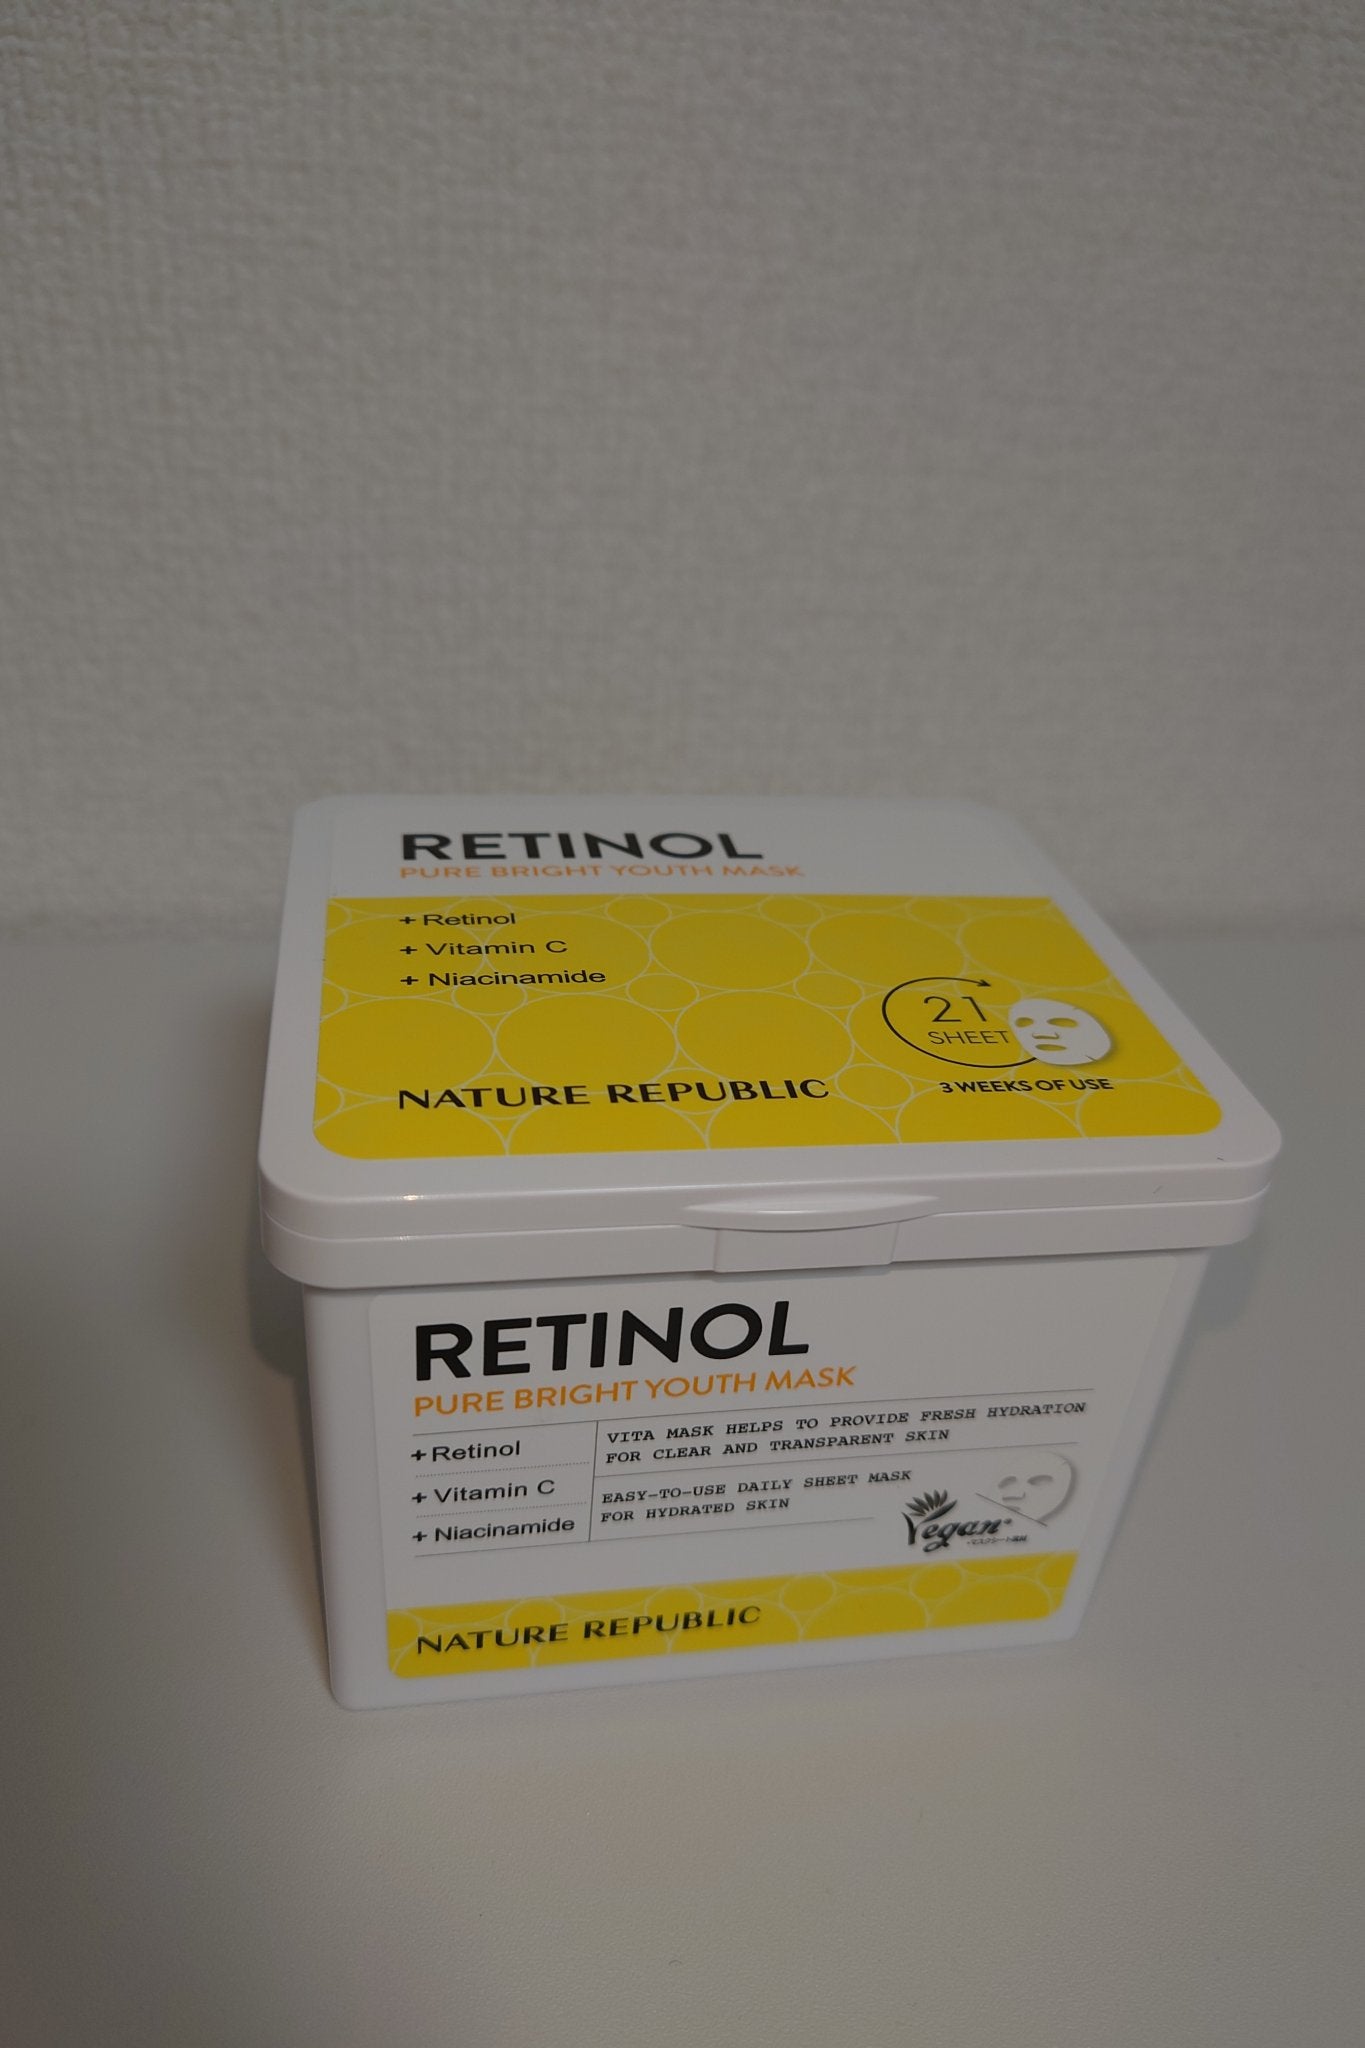 RETINOL
PURE BRIGHT YOUTH MASK
+ Retinol
+ Vitamin C
+ Niacinamide
21
SHEET
3 WEEKS OF USE
NATURE REPUBLIC
RETINOL
PURE BRIGHT YOUTH MASK
+ Retinol
+ Vitamin C
+ Niacinamide
VITA MASK HELPS TO PROVIDE FRESH HYDRATION
FOR CLEAR AND TRANSPARENT SKIN
EASY-TO-USE DAILY SHEET MASK
FOR HYDRATED SKIN
Vegan
NATURE REPUBLIC